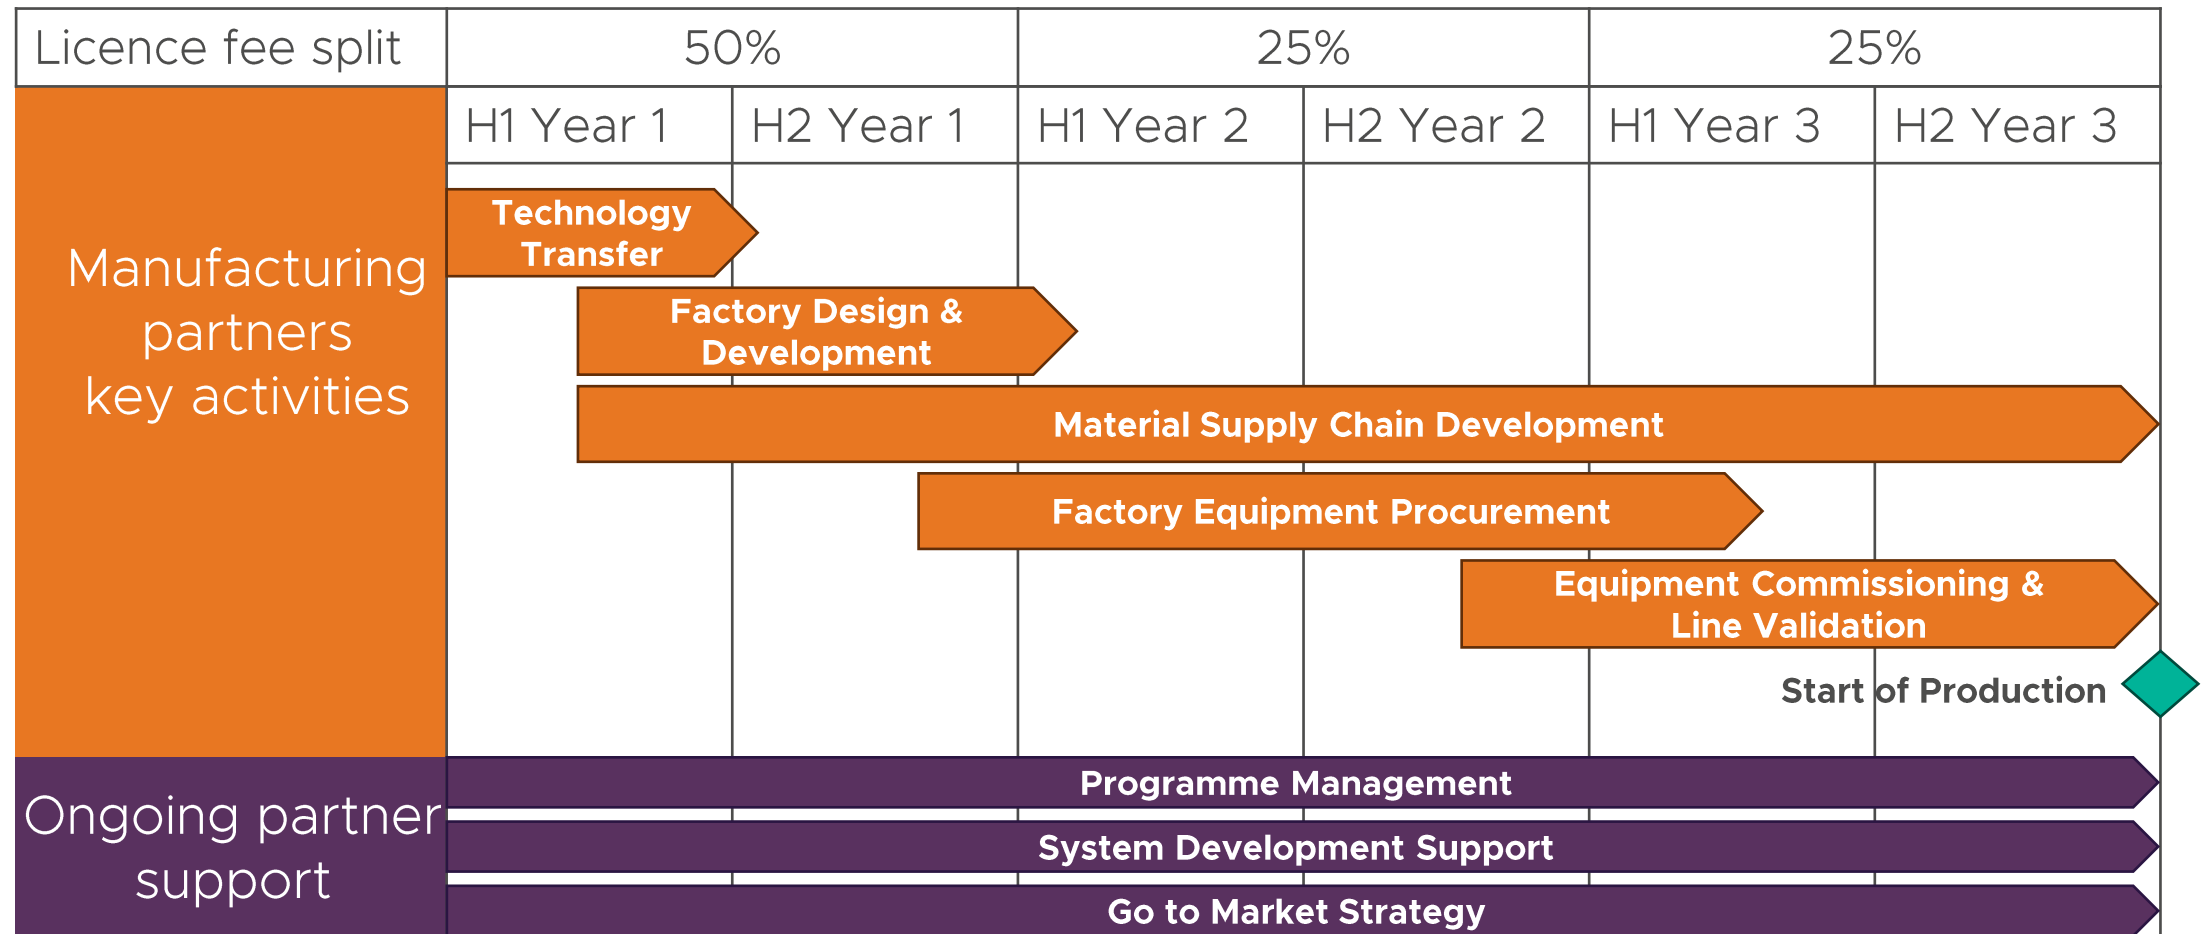 Licence fee split
50%
25%
25%
H1 Year 1
H2 Year 1
H1 Year 2
H2 Year 2
H1 Year 3
H2 Year 3
Manufacturing
partners
key activities
Technology
Transfer
Factory Design &
Development
Material Supply Chain Development
Factory Equipment Procurement
Equipment Commissioning &
Line Validation
Start of Production
Ongoing partner
support
Programme Management
System Development Support
Go to Market Strategy